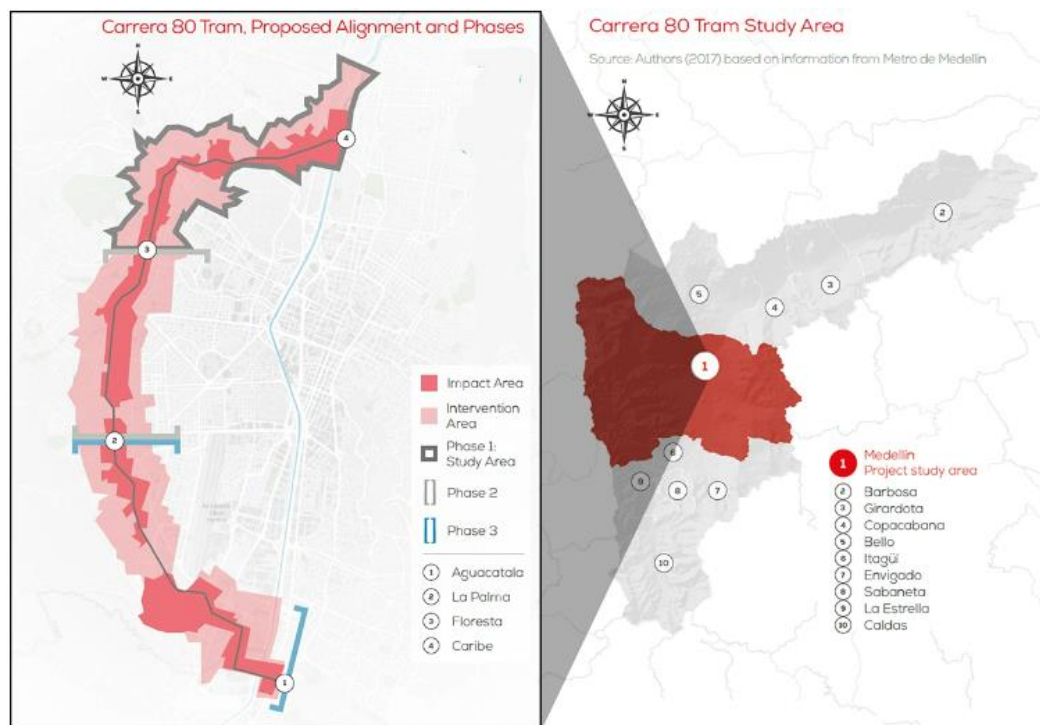 Carrera 80 Tram, Proposed Alignment and Phases
N
W
E
S
4
3
2
1
Impact Area
Intervention
Area
Phase 1:
Study Area
Phase 2
Phase 3
1 Aguacatala
2 La Palma
3 Floresta
4 Caribe
Carrera 80 Tram Study Area
Source: Authors (2017) based on information from Metro de Medellín
N
W
E
S
2
3
5
4
1
6
9
8
7
10
1 Medellín
Project study area
2 Barbosa
3 Girardota
4 Copacabana
5 Bello
6 Itagüí
7 Envigado
8 Sabaneta
9 La Estrella
10 Caldas